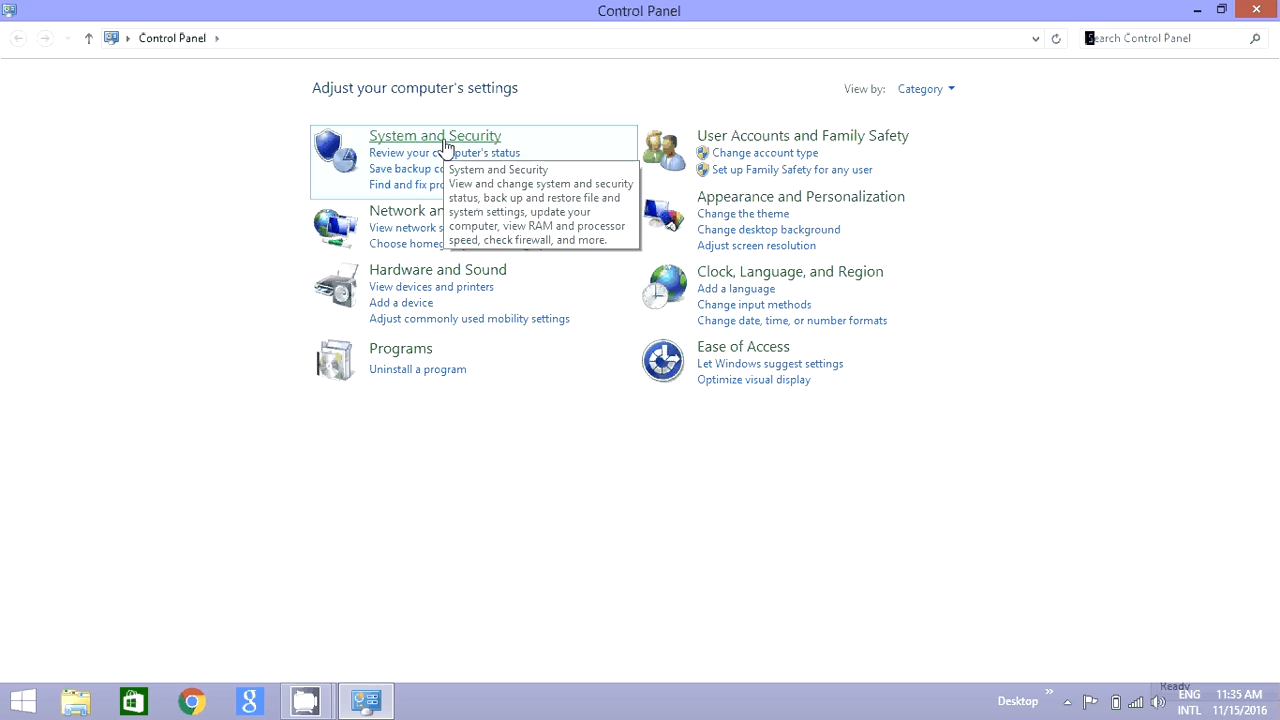 Control Panel
Control Panel
Search Control Panel
Adjust your computer's settings
View by: Category
System and Security
Review your computer's status
Save backup co
Find and fix pro
System and Security
View and change system and security
status, back up and restore file and
system settings, update your
computer, view RAM and processor
speed, check firewall, and more.
Network an
View network s
Choose homeg
Hardware and Sound
View devices and printers
Add a device
Adjust commonly used mobility settings
Programs
Uninstall a program
User Accounts and Family Safety
Change account type
Set up Family Safety for any user
Appearance and Personalization
Change the theme
Change desktop background
Adjust screen resolution
Clock, Language, and Region
Add a language
Change input methods
Change date, time, or number formats
Ease of Access
Let Windows suggest settings
Optimize visual display
Ready
Desktop
ENG
INTL
11:35 AM
11/15/2016